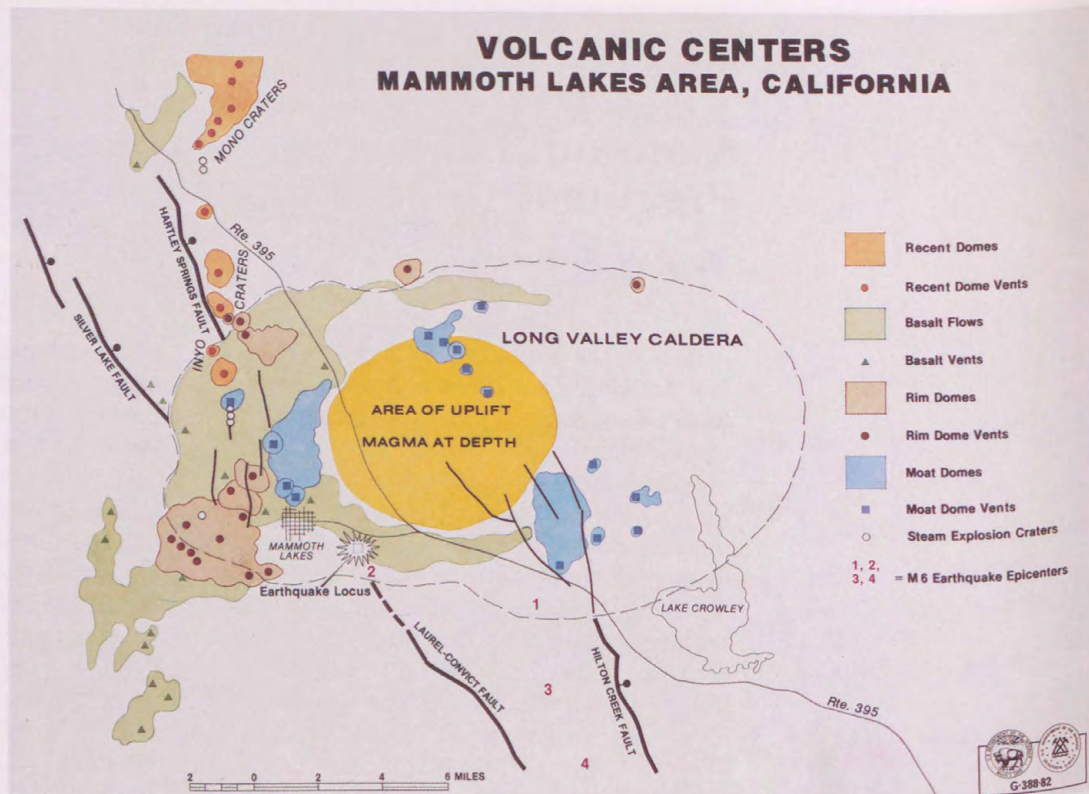 VOLCANIC CENTERS
MAMMOTH LAKES AREA, CALIFORNIA
MONO CRATERS
HARTLEY SPRINGS FAULT
Rte. 395
INYO CRATERS
SILVER LAKE FAULT
LONG VALLEY CALDERA
AREA OF UPLIFT
MAGMA AT DEPTH
MAMMOTH
LAKES
Earthquake Locus
2
1
3
4
LAUREL-CONVICT FAULT
HILTON CREEK FAULT
LAKE CROWLEY
Rte. 395
Recent Domes
Recent Dome Vents
Basalt Flows
Basalt Vents
Rim Domes
Rim Dome Vents
Moat Domes
Moat Dome Vents
Steam Explosion Craters
1, 2,
3, 4 = M 6 Earthquake Epicenters
2 0 2 4 6 MILES
G-388-82